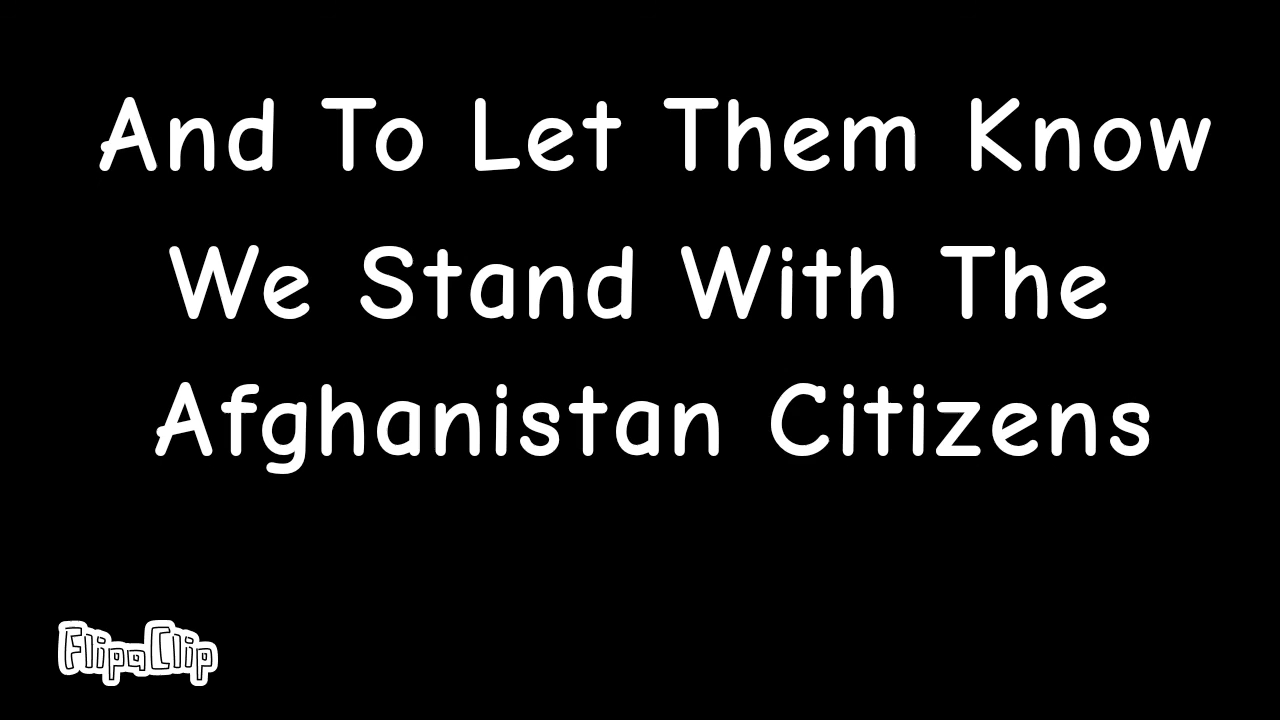 And To Let Them Know
We Stand With The
Afghanistan Citizens
FlipaClip